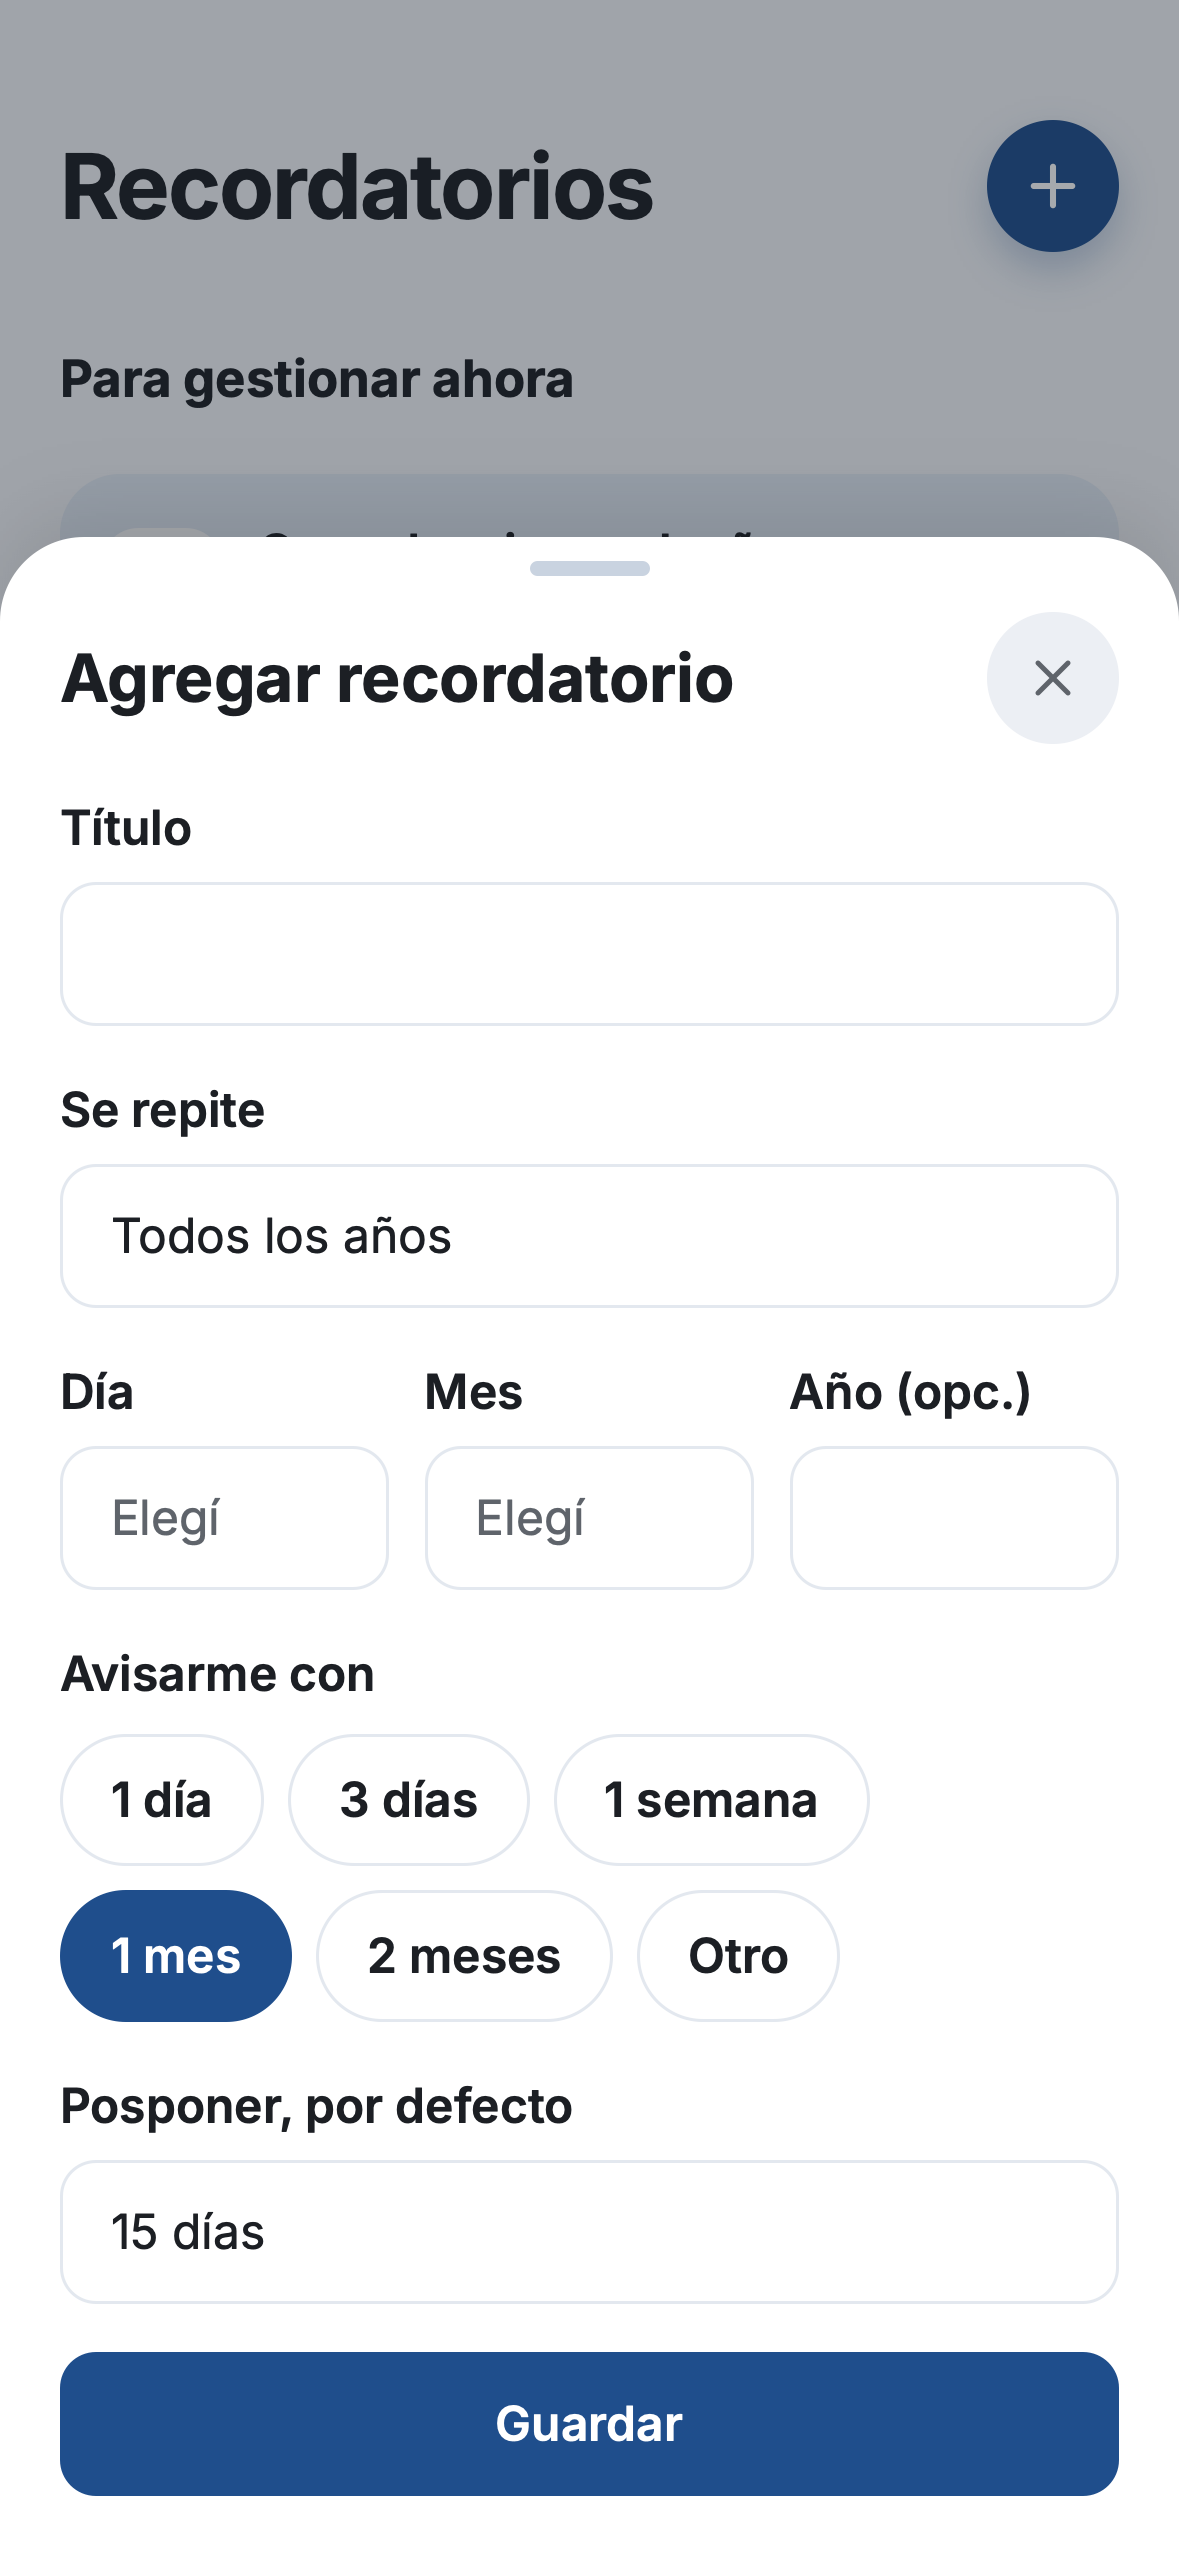 Recordatorios
Para gestionar ahora
Agregar recordatorio
Título
Se repite
Todos los años
Día Mes Año (opc.)
Elegí Elegí
Avisarme con
1 día 3 días 1 semana
1 mes 2 meses Otro
Posponer, por defecto
15 días
Guardar